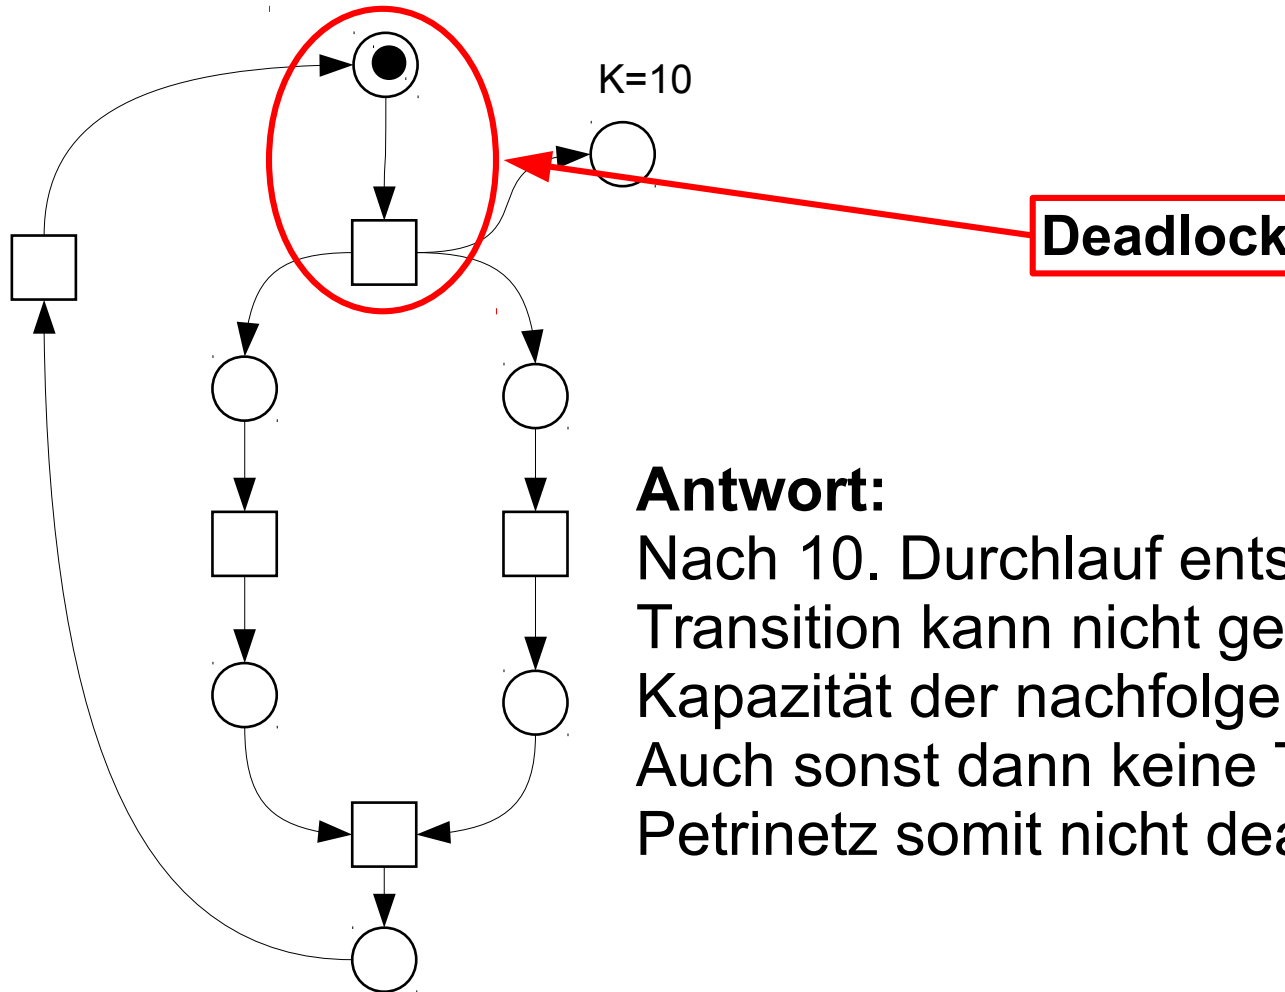 K=10
Deadlock
Antwort:
Nach 10. Durchlauf ents
Transition kann nicht ge
Kapazität der nachfolge
Auch sonst dann keine T
Petrinetz somit nicht dea